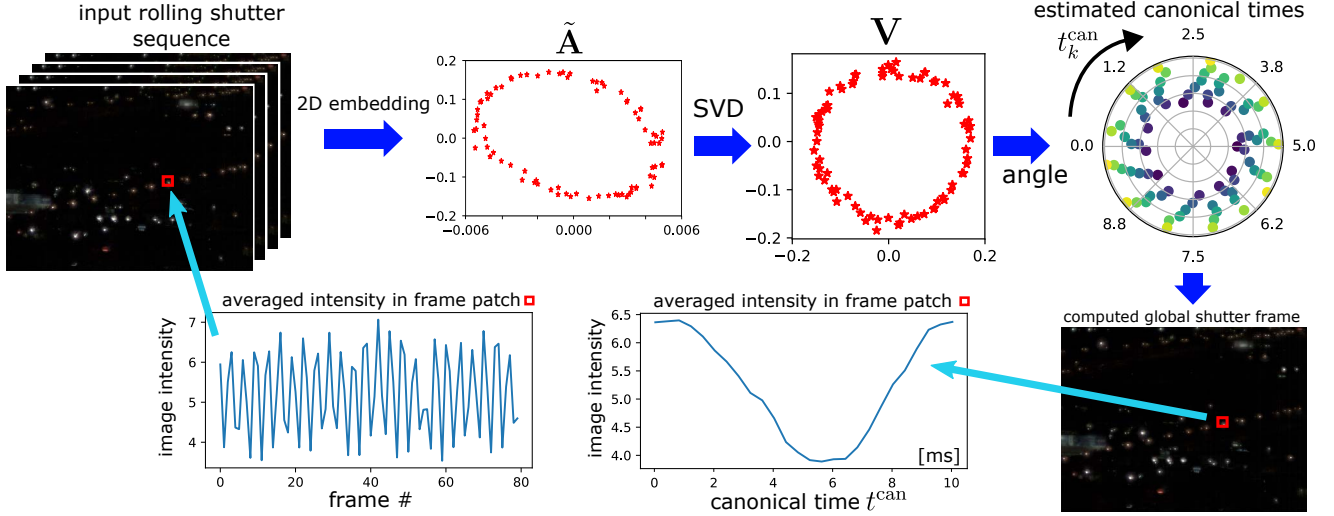 input rolling shutter
sequence
2D embedding
Ã
0.2
0.1
0.0
−0.1
−0.2
−0.006
0.000
0.006
SVD
V
0.1
0.0
−0.1
−0.2
−0.2
0.0
0.2
angle
estimated canonical times
t_k^can
2.5
1.2
3.8
0.0
5.0
8.8
6.2
7.5
averaged intensity in frame patch
image intensity
7
6
5
4
0
20
40
60
80
frame #
averaged intensity in frame patch
image intensity
6.5
6.0
5.5
5.0
4.5
4.0
[ms]
0
2
4
6
8
10
canonical time t^can
computed global shutter frame